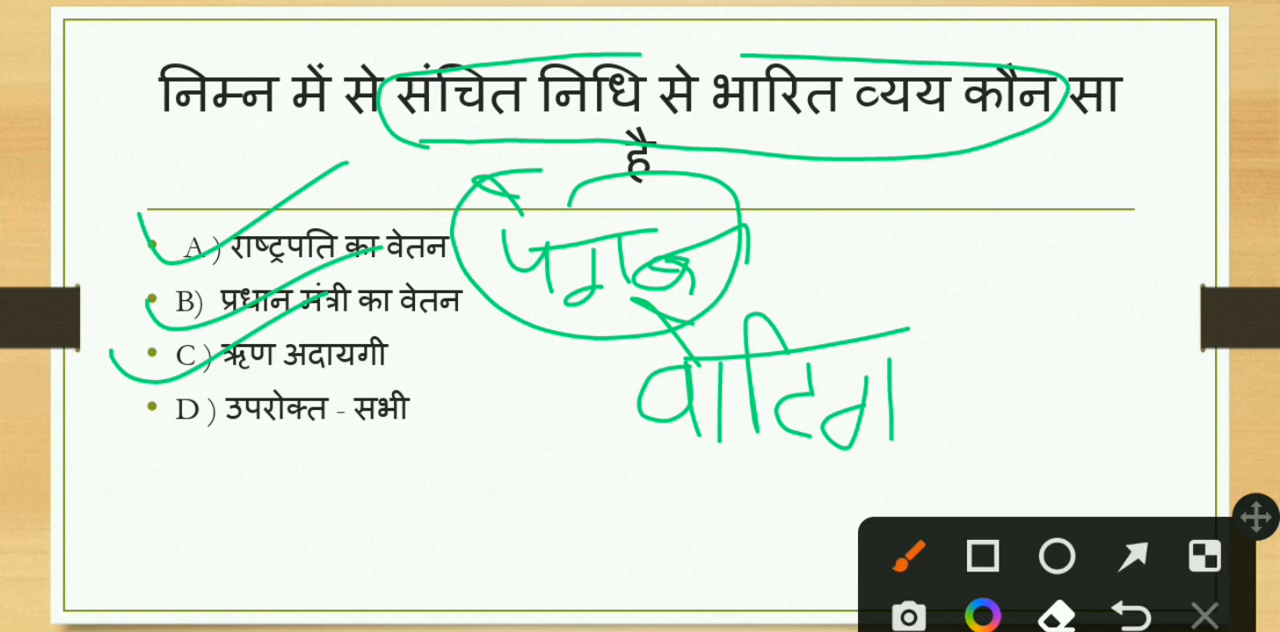 निम्न में से संचित निधि से भारित व्यय कौन सा
है
A ) राष्ट्रपति का वेतन
B) प्रधान मंत्री का वेतन
C ) ऋण अदायगी
D ) उपरोक्त - सभी
वोटिंग